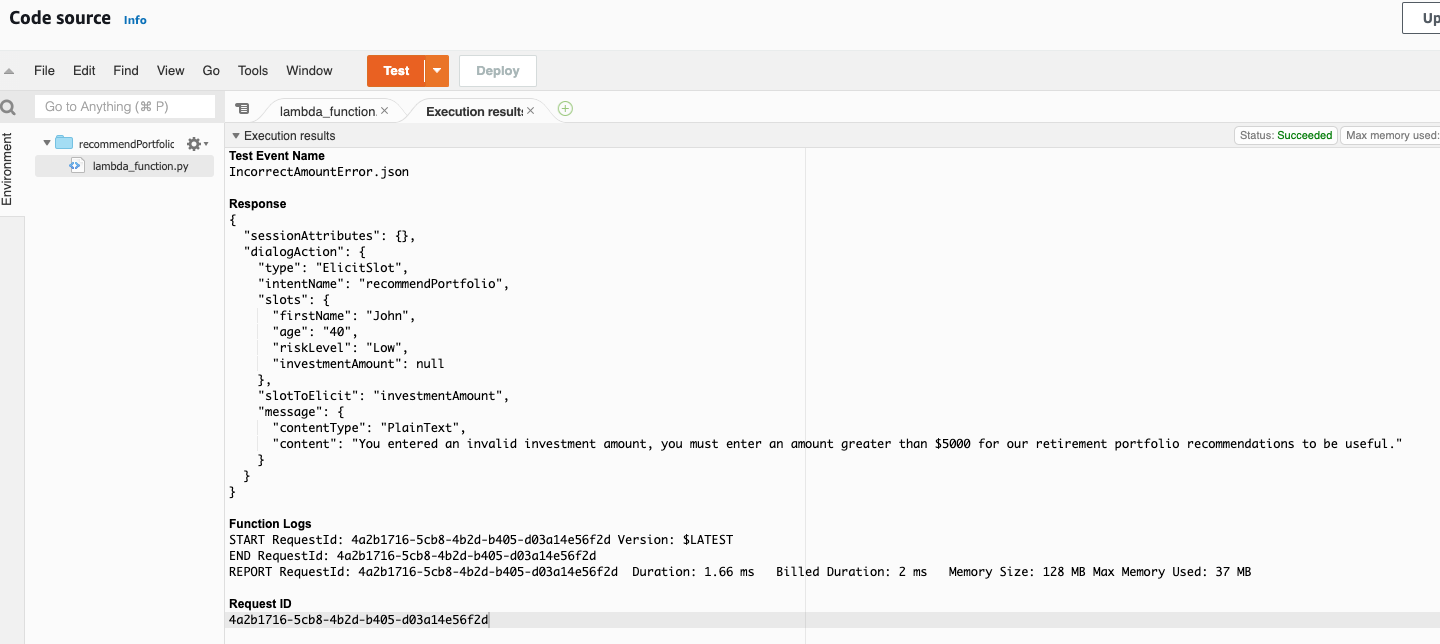 Code source Info
Up
File Edit Find View Go Tools Window Test Deploy
Go to Anything (⌘ P)
lambda_function. Execution results
Environment
recommendPortfolio
lambda_function.py
Execution results
Status: Succeeded Max memory used:
Test Event Name
IncorrectAmountError.json
Response
{
  "sessionAttributes": {},
  "dialogAction": {
    "type": "ElicitSlot",
    "intentName": "recommendPortfolio",
    "slots": {
      "firstName": "John",
      "age": "40",
      "riskLevel": "Low",
      "investmentAmount": null
    },
    "slotToElicit": "investmentAmount",
    "message": {
      "contentType": "PlainText",
      "content": "You entered an invalid investment amount, you must enter an amount greater than $5000 for our retirement portfolio recommendations to be useful."
    }
  }
}
Function Logs
START RequestId: 4a2b1716-5cb8-4b2d-b405-d03a14e56f2d Version: $LATEST
END RequestId: 4a2b1716-5cb8-4b2d-b405-d03a14e56f2d
REPORT RequestId: 4a2b1716-5cb8-4b2d-b405-d03a14e56f2d  Duration: 1.66 ms   Billed Duration: 2 ms   Memory Size: 128 MB Max Memory Used: 37 MB
Request ID
4a2b1716-5cb8-4b2d-b405-d03a14e56f2d